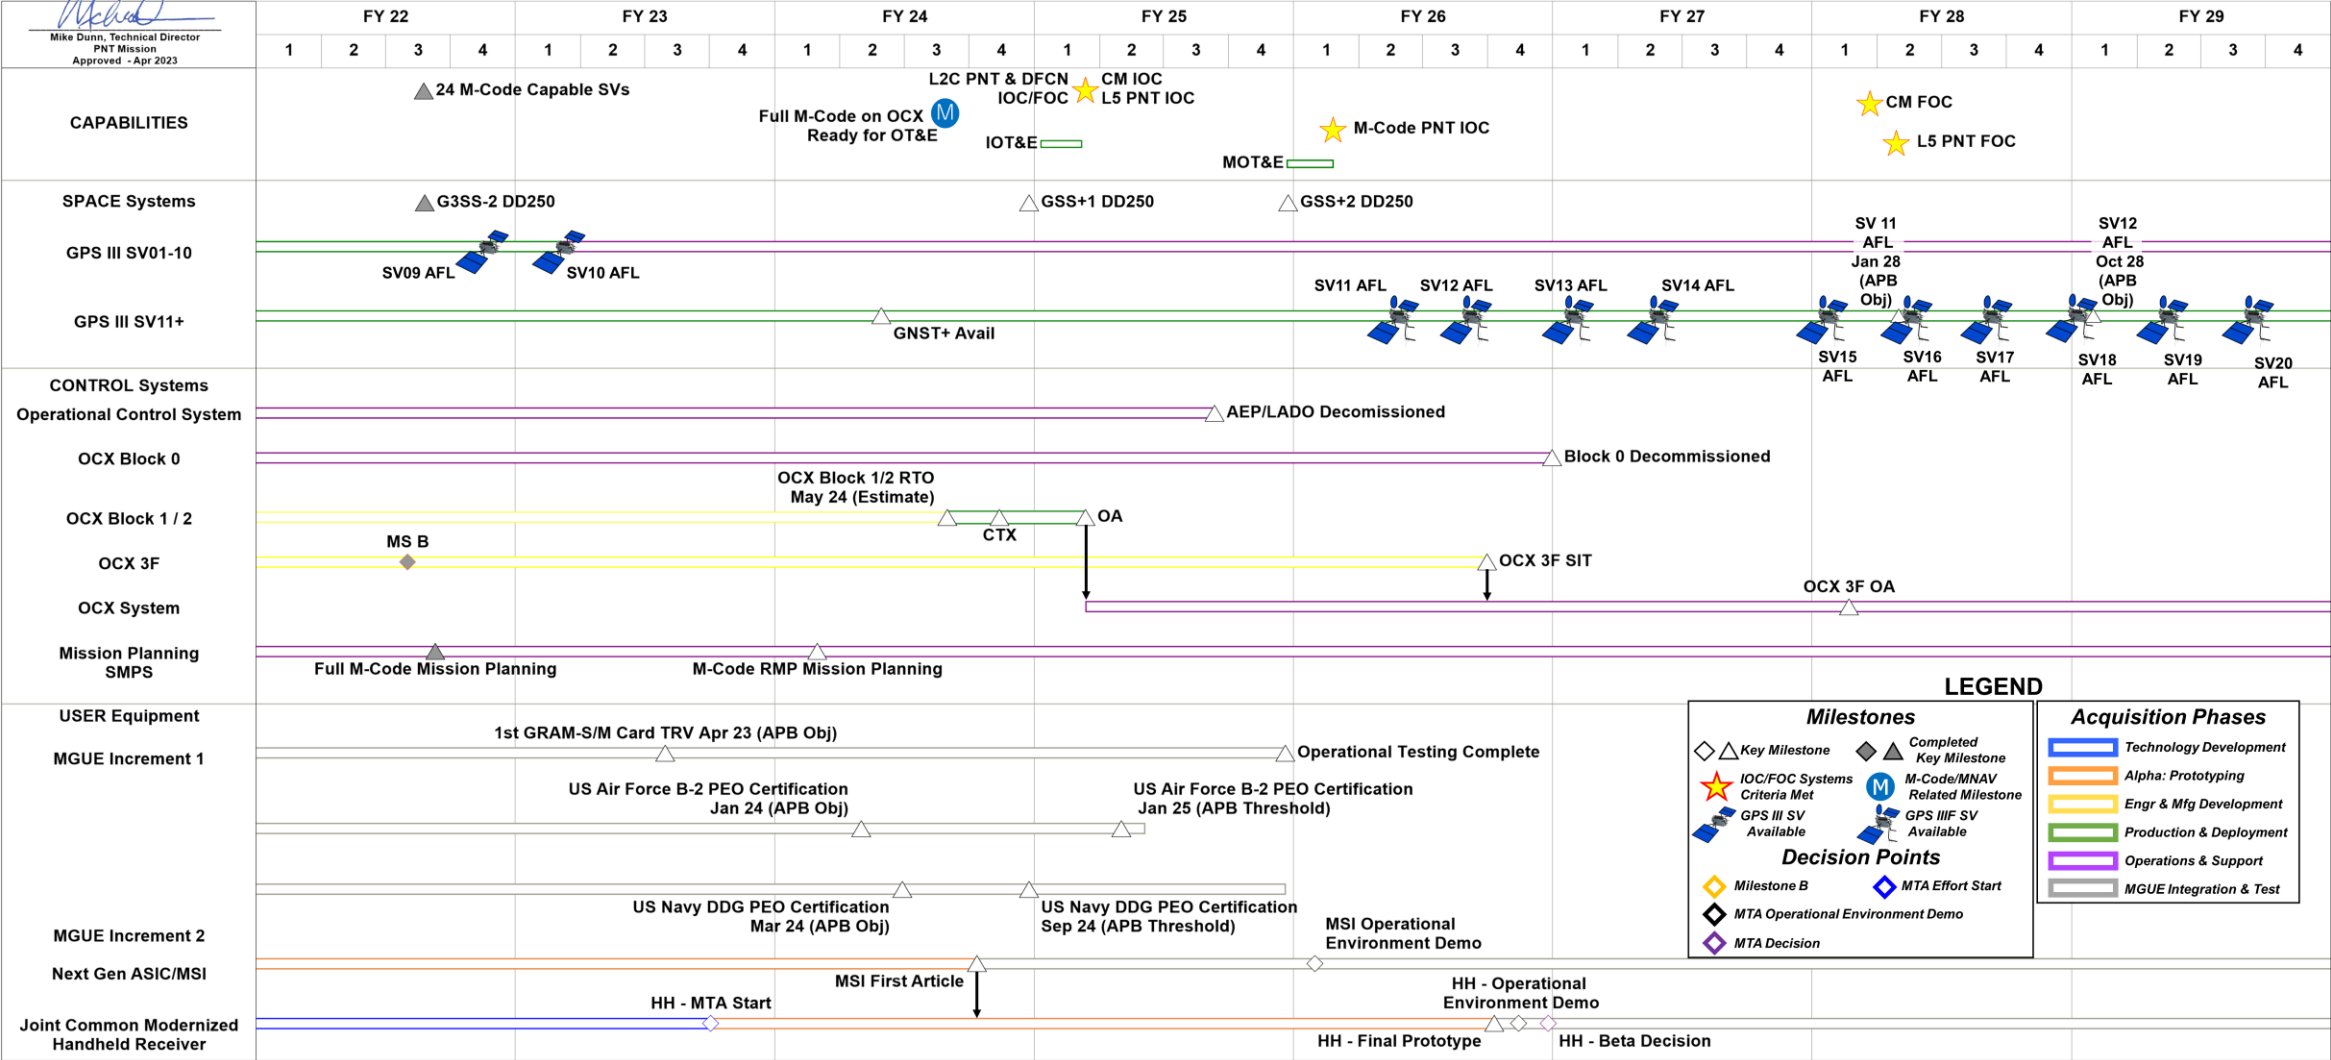 FY 22 FY 23 FY 24 FY 25 FY 26 FY 27 FY 28 FY 29
Mike Dunn, Technical Director
PNT Mission
Approved - Apr 2023
1 2 3 4 1 2 3 4 1 2 3 4 1 2 3 4 1 2 3 4 1 2 3 4 1 2 3 4 1 2 3 4
CAPABILITIES
24 M-Code Capable SVs
Full M-Code on OCX
Ready for OT&E
M
L2C PNT & DFCN
IOC/FOC
CM IOC
L5 PNT IOC
IOT&E
MOT&E
M-Code PNT IOC
CM FOC
L5 PNT FOC
SPACE Systems
G3SS-2 DD250
GSS+1 DD250
GSS+2 DD250
GPS III SV01-10
SV09 AFL
SV10 AFL
SV 11
AFL
Jan 28
(APB
Obj)
SV12
AFL
Oct 28
(APB
Obj)
GPS III SV11+
GNST+ Avail
SV11 AFL
SV12 AFL
SV13 AFL
SV14 AFL
SV15
AFL
SV16
AFL
SV17
AFL
SV18
AFL
SV19
AFL
SV20
AFL
CONTROL Systems
Operational Control System
AEP/LADO Decomissioned
OCX Block 0
Block 0 Decommissioned
OCX Block 1/2 RTO
May 24 (Estimate)
OCX Block 1 / 2
CTX
OA
MS B
OCX 3F
OCX 3F SIT
OCX System
OCX 3F OA
Mission Planning
SMPS
Full M-Code Mission Planning
M-Code RMP Mission Planning
USER Equipment
MGUE Increment 1
1st GRAM-S/M Card TRV Apr 23 (APB Obj)
Operational Testing Complete
US Air Force B-2 PEO Certification
Jan 24 (APB Obj)
US Air Force B-2 PEO Certification
Jan 25 (APB Threshold)
US Navy DDG PEO Certification
Mar 24 (APB Obj)
US Navy DDG PEO Certification
Sep 24 (APB Threshold)
MGUE Increment 2
Next Gen ASIC/MSI
MSI First Article
MSI Operational
Environment Demo
Joint Common Modernized
Handheld Receiver
HH - MTA Start
HH - Operational
Environment Demo
HH - Final Prototype
HH - Beta Decision
LEGEND
Milestones
Key Milestone
Completed
Key Milestone
IOC/FOC Systems
Criteria Met
M
M-Code/MNAV
Related Milestone
GPS III SV
Available
GPS IIIF SV
Available
Decision Points
Milestone B
MTA Effort Start
MTA Operational Environment Demo
MTA Decision
Acquisition Phases
Technology Development
Alpha: Prototyping
Engr & Mfg Development
Production & Deployment
Operations & Support
MGUE Integration & Test